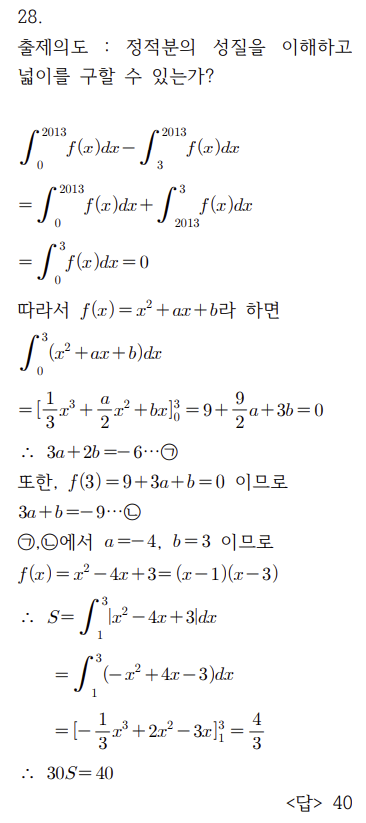 28.
출제의도 : 정적분의 성질을 이해하고
넓이를 구할 수 있는가?
∫₀²⁰¹³ f(x)dx − ∫₃²⁰¹³ f(x)dx
= ∫₀²⁰¹³ f(x)dx + ∫₂₀₁₃³ f(x)dx
= ∫₀³ f(x)dx = 0
따라서 f(x) = x² + ax + b라 하면
∫₀³ (x² + ax + b)dx
= [1/3 x³ + a/2 x² + bx]₀³ = 9 + 9/2 a + 3b = 0
∴ 3a + 2b = −6⋯㉠
또한, f(3) = 9 + 3a + b = 0 이므로
3a + b = −9⋯㉡
㉠,㉡에서 a = −4, b = 3 이므로
f(x) = x² − 4x + 3 = (x − 1)(x − 3)
∴ S = ∫₁³ |x² − 4x + 3|dx
= ∫₁³ (−x² + 4x − 3)dx
= [−1/3 x³ + 2x² − 3x]₁³ = 4/3
∴ 30S = 40
<답> 40